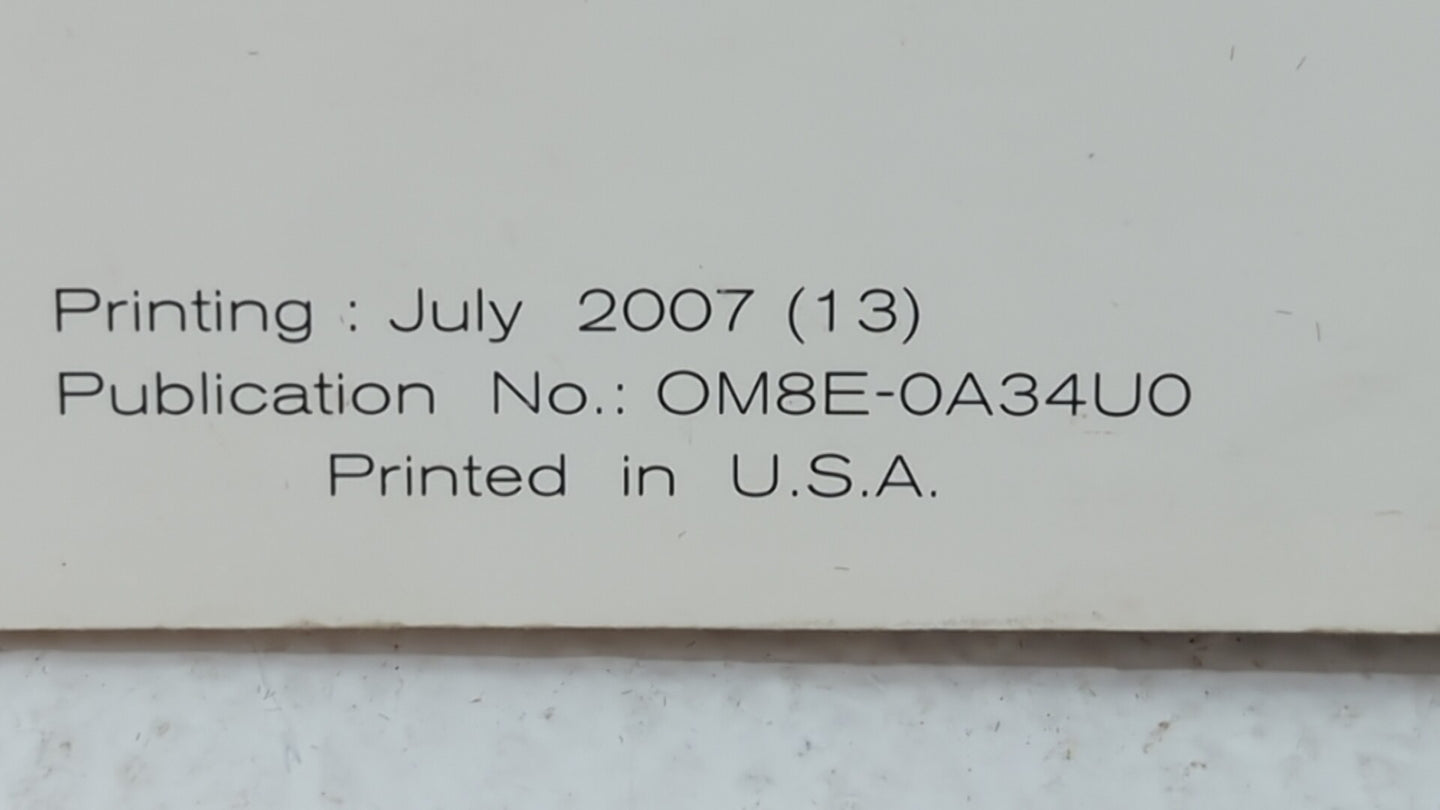 Printing : July 2007 (13)
Publication No.: OM8E-0A34U0
Printed in U.S.A.